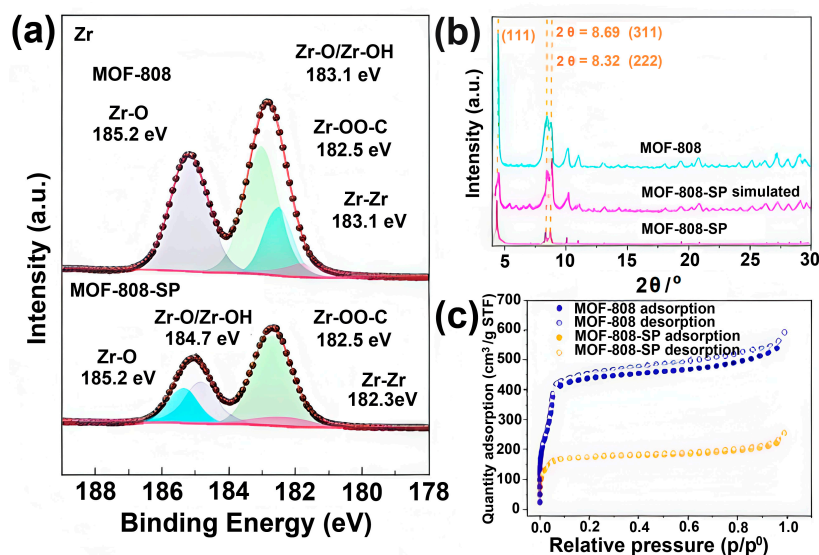 (a)
Zr
MOF-808
Zr-O
185.2 eV
Zr-O/Zr-OH
183.1 eV
Zr-OO-C
182.5 eV
Zr-Zr
183.1 eV
MOF-808-SP
Zr-O
185.2 eV
Zr-O/Zr-OH
184.7 eV
Zr-OO-C
182.5 eV
Zr-Zr
182.3eV
Intensity (a.u.)
188 186 184 182 180 178
Binding Energy (eV)
(b)
(111)
2 θ = 8.69 (311)
2 θ = 8.32 (222)
MOF-808
MOF-808-SP simulated
MOF-808-SP
Intensity (a.u.)
5 10 15 20 25 30
2θ/°
(c)
MOF-808 adsorption
MOF-808 desorption
MOF-808-SP adsorption
MOF-808-SP desorption
Quantity adsorption (cm³/g STF)
700
600
500
400
300
200
100
0
0.0 0.2 0.4 0.6 0.8 1.0
Relative pressure (p/p⁰)